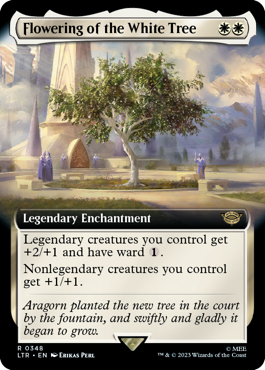 Flowering of the White Tree
Legendary Enchantment
Legendary creatures you control get
+2/+1 and have ward 1.
Nonlegendary creatures you control
get +1/+1.
Aragorn planted the new tree in the court
by the fountain, and swiftly and gladly it
began to grow.
R 0348
LTR • EN ERIKAS PERL
© MEB
™ & © 2023 Wizards of the Coast